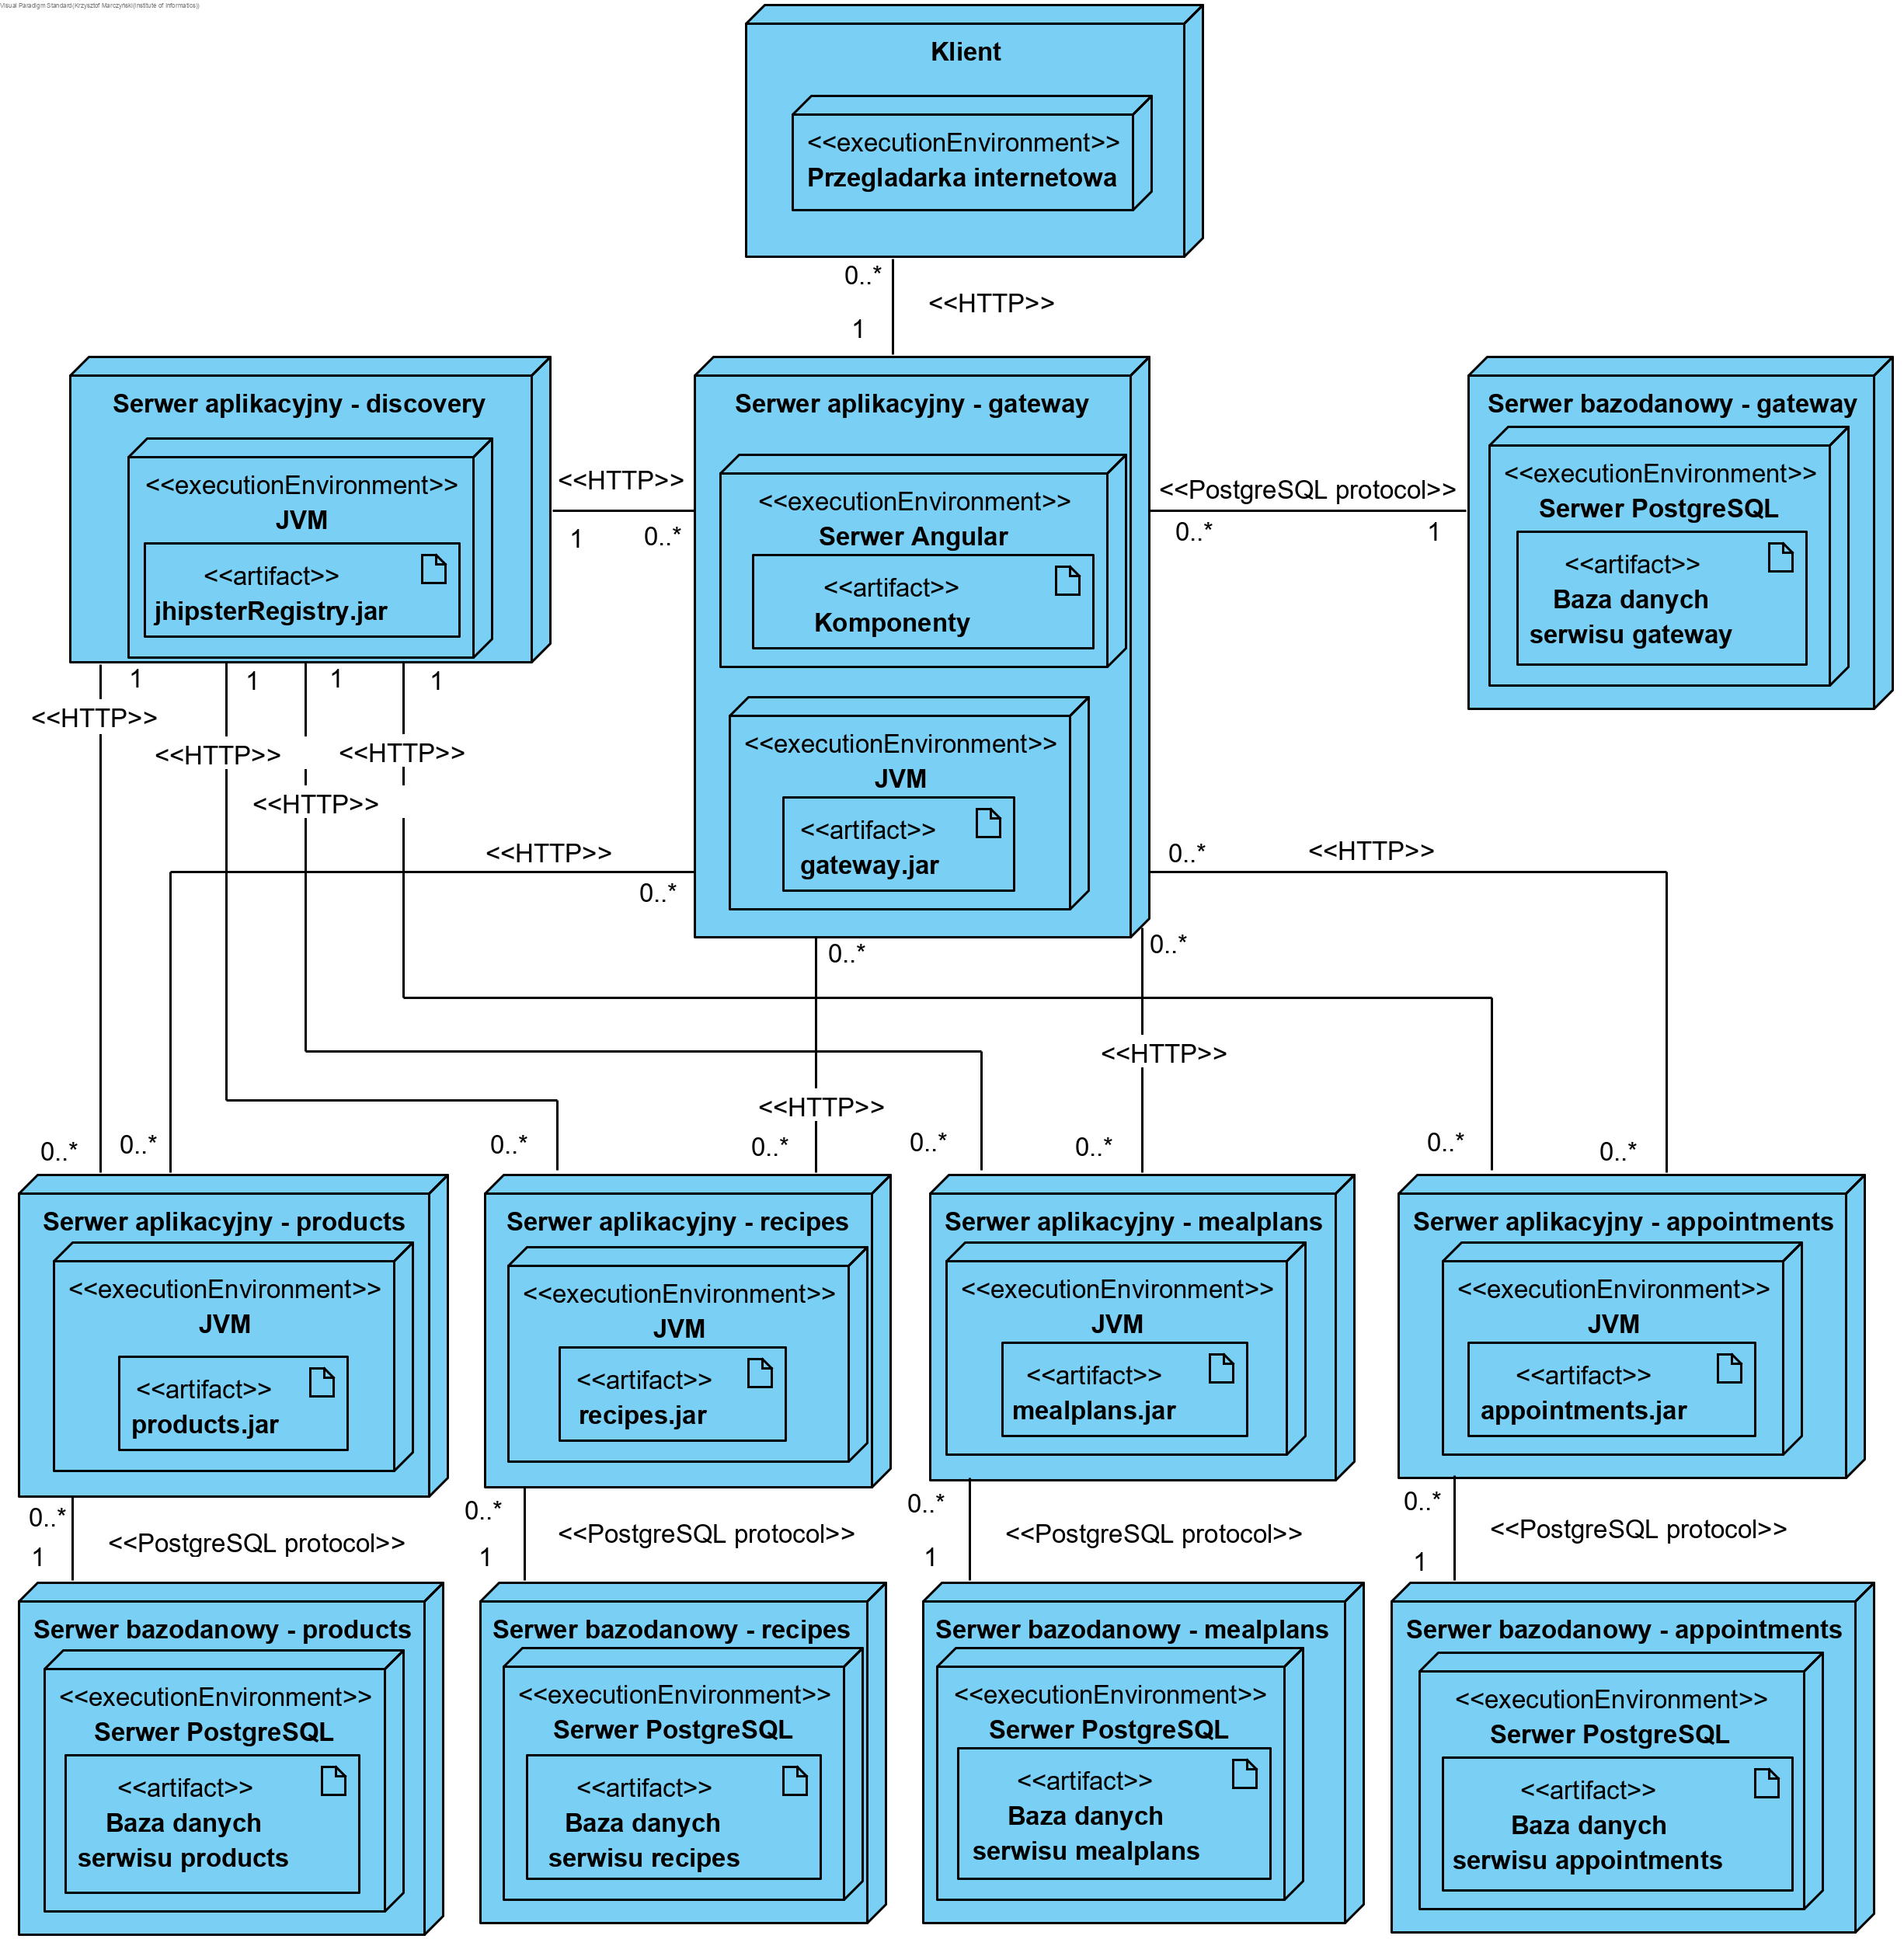 Visual Paradigm Standard(Krzysztof Marczyński(Institute of Informatics))
Klient
<<executionEnvironment>>
Przegladarka internetowa
0..*
<<HTTP>>
1
Serwer aplikacyjny - discovery
<<executionEnvironment>>
JVM
<<artifact>>
jhipsterRegistry.jar
<<HTTP>>
1
0..*
Serwer aplikacyjny - gateway
<<executionEnvironment>>
Serwer Angular
<<artifact>>
Komponenty
<<executionEnvironment>>
JVM
<<artifact>>
gateway.jar
<<PostgreSQL protocol>>
0..*
1
Serwer bazodanowy - gateway
<<executionEnvironment>>
Serwer PostgreSQL
<<artifact>>
Baza danych
serwisu gateway
1
1
1
1
<<HTTP>>
<<HTTP>>
<<HTTP>>
<<HTTP>>
<<HTTP>>
0..*
0..*
<<HTTP>>
0..*
0..*
<<HTTP>>
<<HTTP>>
0..*
0..*
0..*
0..*
0..*
0..*
0..*
0..*
Serwer aplikacyjny - products
<<executionEnvironment>>
JVM
<<artifact>>
products.jar
Serwer aplikacyjny - recipes
<<executionEnvironment>>
JVM
<<artifact>>
recipes.jar
Serwer aplikacyjny - mealplans
<<executionEnvironment>>
JVM
<<artifact>>
mealplans.jar
Serwer aplikacyjny - appointments
<<executionEnvironment>>
JVM
<<artifact>>
appointments.jar
0..*
<<PostgreSQL protocol>>
1
0..*
<<PostgreSQL protocol>>
1
0..*
<<PostgreSQL protocol>>
1
0..*
<<PostgreSQL protocol>>
1
Serwer bazodanowy - products
<<executionEnvironment>>
Serwer PostgreSQL
<<artifact>>
Baza danych
serwisu products
Serwer bazodanowy - recipes
<<executionEnvironment>>
Serwer PostgreSQL
<<artifact>>
Baza danych
serwisu recipes
Serwer bazodanowy - mealplans
<<executionEnvironment>>
Serwer PostgreSQL
<<artifact>>
Baza danych
serwisu mealplans
Serwer bazodanowy - appointments
<<executionEnvironment>>
Serwer PostgreSQL
<<artifact>>
Baza danych
serwisu appointments